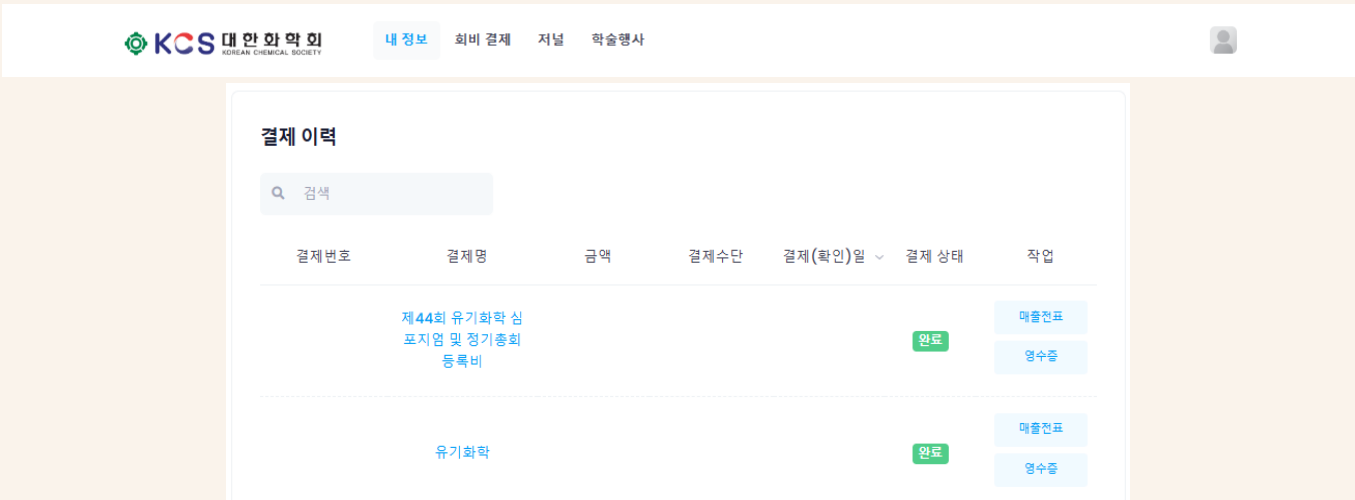 KCS 대한화학회
KOREAN CHEMICAL SOCIETY
내 정보 회비 결제 저널 학술행사
결제 이력
검색
결제번호 결제명 금액 결제수단 결제(확인)일 결제 상태 작업
제44회 유기화학 심
포지엄 및 정기총회
등록비
완료
매출전표
영수증
유기화학
완료
매출전표
영수증